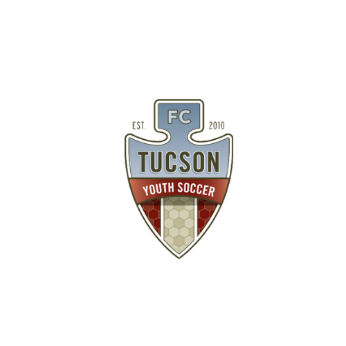 FC
EST. 2010
TUCSON
YOUTH SOCCER